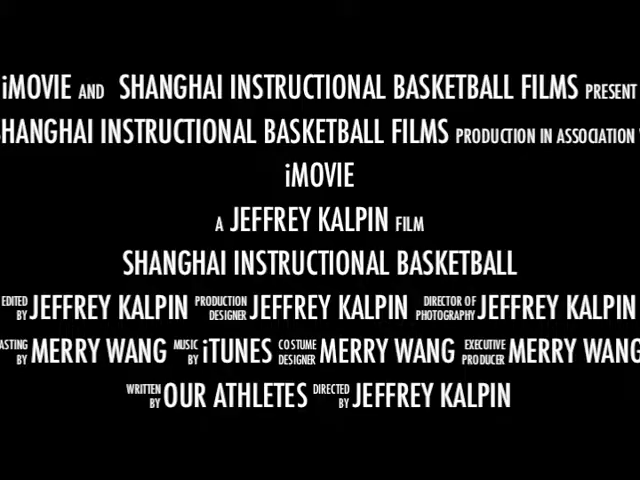 iMOVIE AND SHANGHAI INSTRUCTIONAL BASKETBALL FILMS PRESENT
SHANGHAI INSTRUCTIONAL BASKETBALL FILMS PRODUCTION IN ASSOCIATION
iMOVIE
A JEFFREY KALPIN FILM
SHANGHAI INSTRUCTIONAL BASKETBALL
EDITED BY JEFFREY KALPIN PRODUCTION DESIGNER JEFFREY KALPIN DIRECTOR OF PHOTOGRAPHY JEFFREY KALPIN
ASTING BY MERRY WANG MUSIC BY iTUNES COSTUME DESIGNER MERRY WANG EXECUTIVE PRODUCER MERRY WANG
WRITTEN BY OUR ATHLETES DIRECTED BY JEFFREY KALPIN